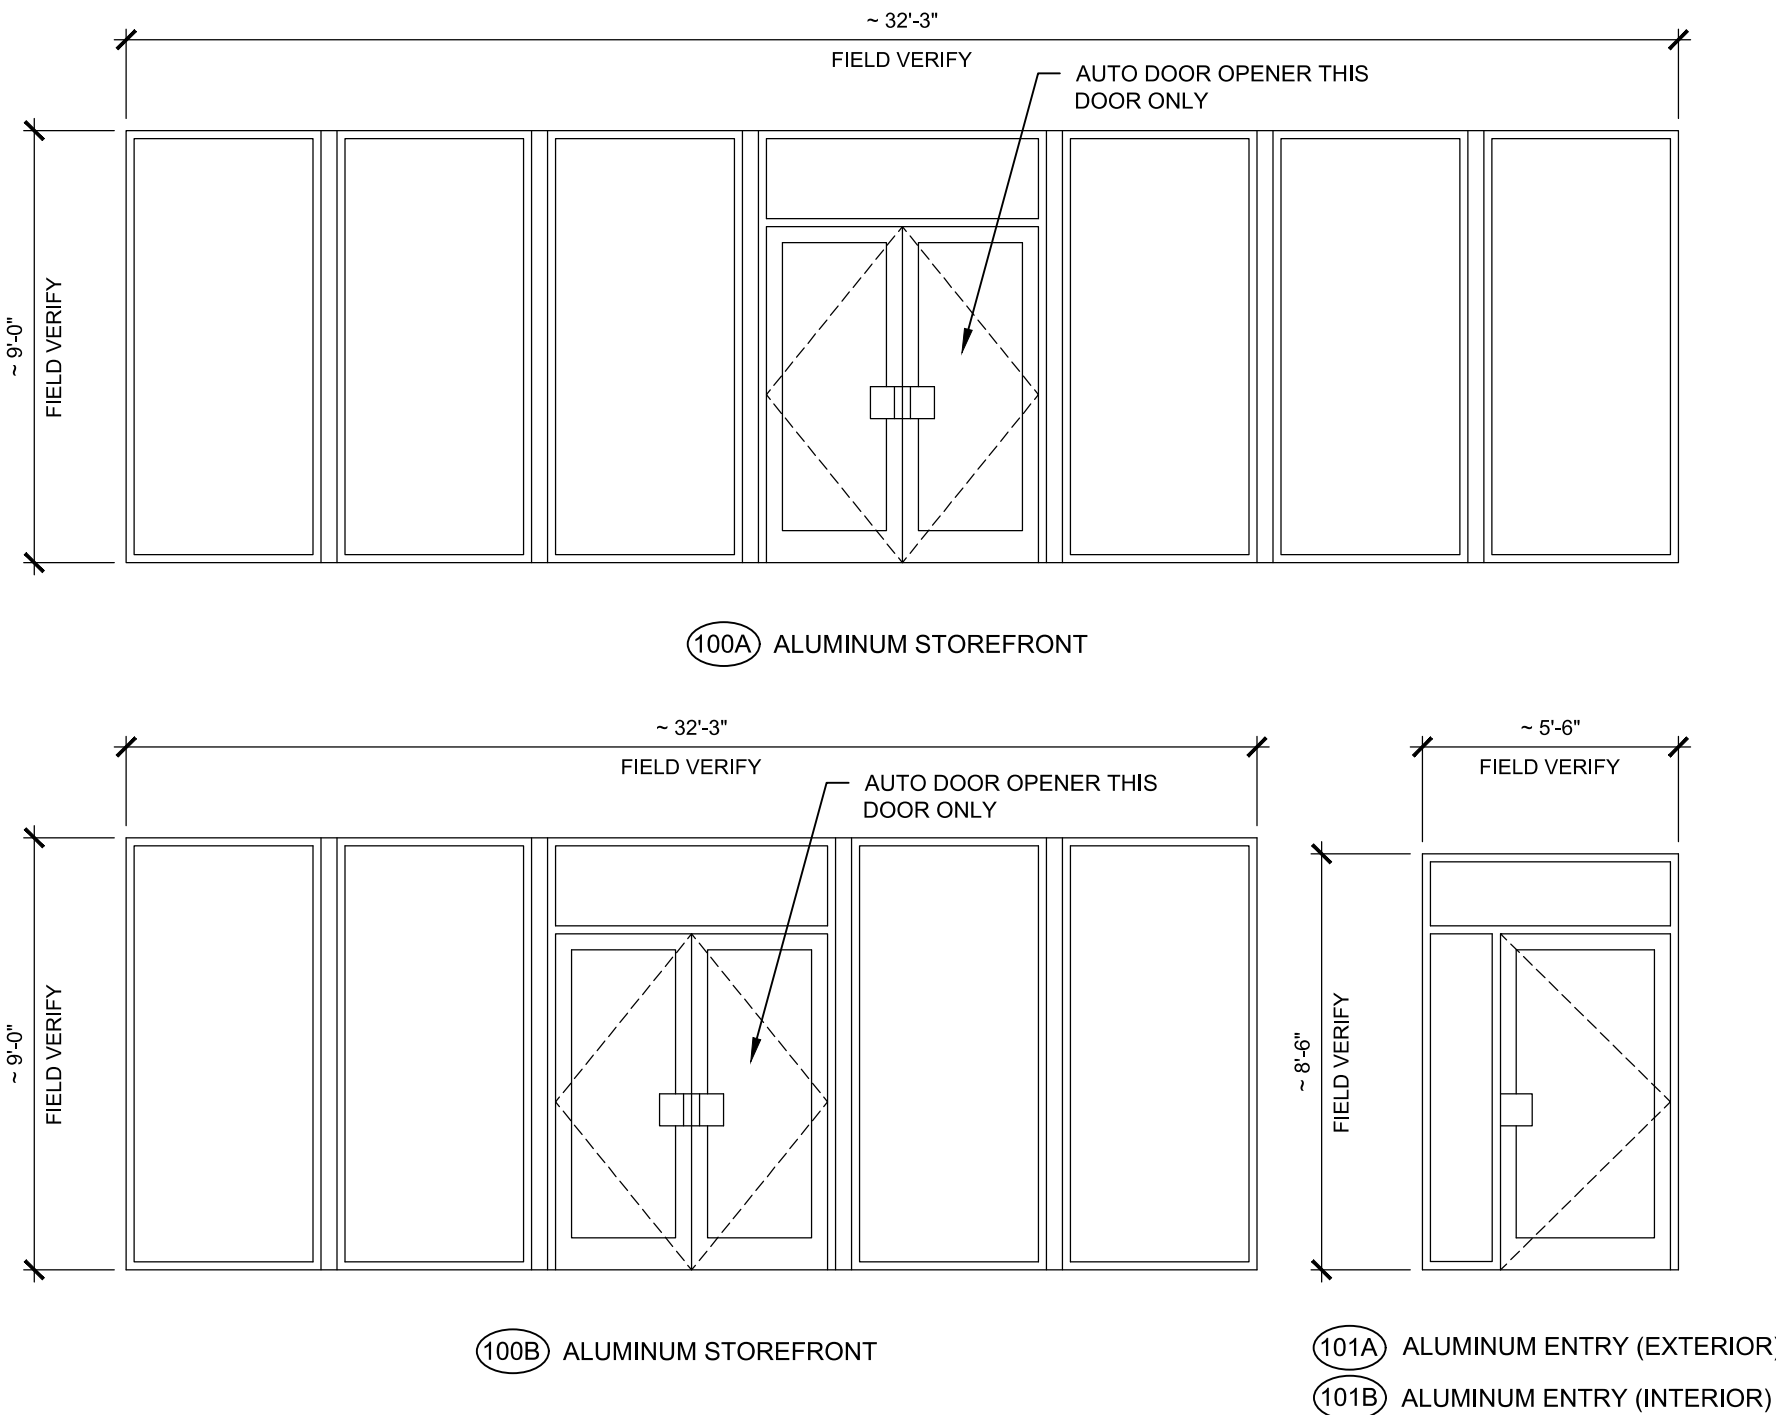 ~ 32'-3"
FIELD VERIFY
AUTO DOOR OPENER THIS
DOOR ONLY
~ 9'-0"
FIELD VERIFY
100A ALUMINUM STOREFRONT
~ 32'-3"
FIELD VERIFY
AUTO DOOR OPENER THIS
DOOR ONLY
~ 9'-0"
FIELD VERIFY
100B ALUMINUM STOREFRONT
~ 5'-6"
FIELD VERIFY
~ 8'-6"
FIELD VERIFY
101A ALUMINUM ENTRY (EXTERIOR)
101B ALUMINUM ENTRY (INTERIOR)